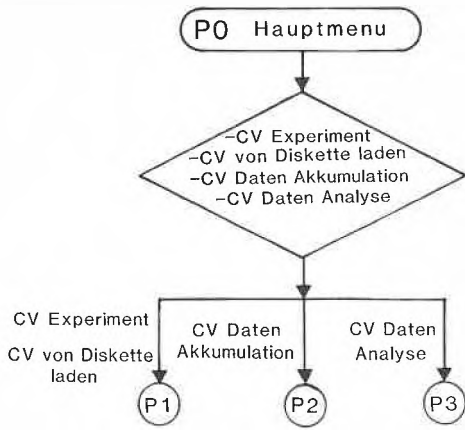 P0 Hauptmenu
-CV Experiment
-CV von Diskette laden
-CV Daten Akkumulation
-CV Daten Analyse
CV Experiment
CV von Diskette
laden
CV Daten
Akkumulation
CV Daten
Analyse
P1
P2
P3